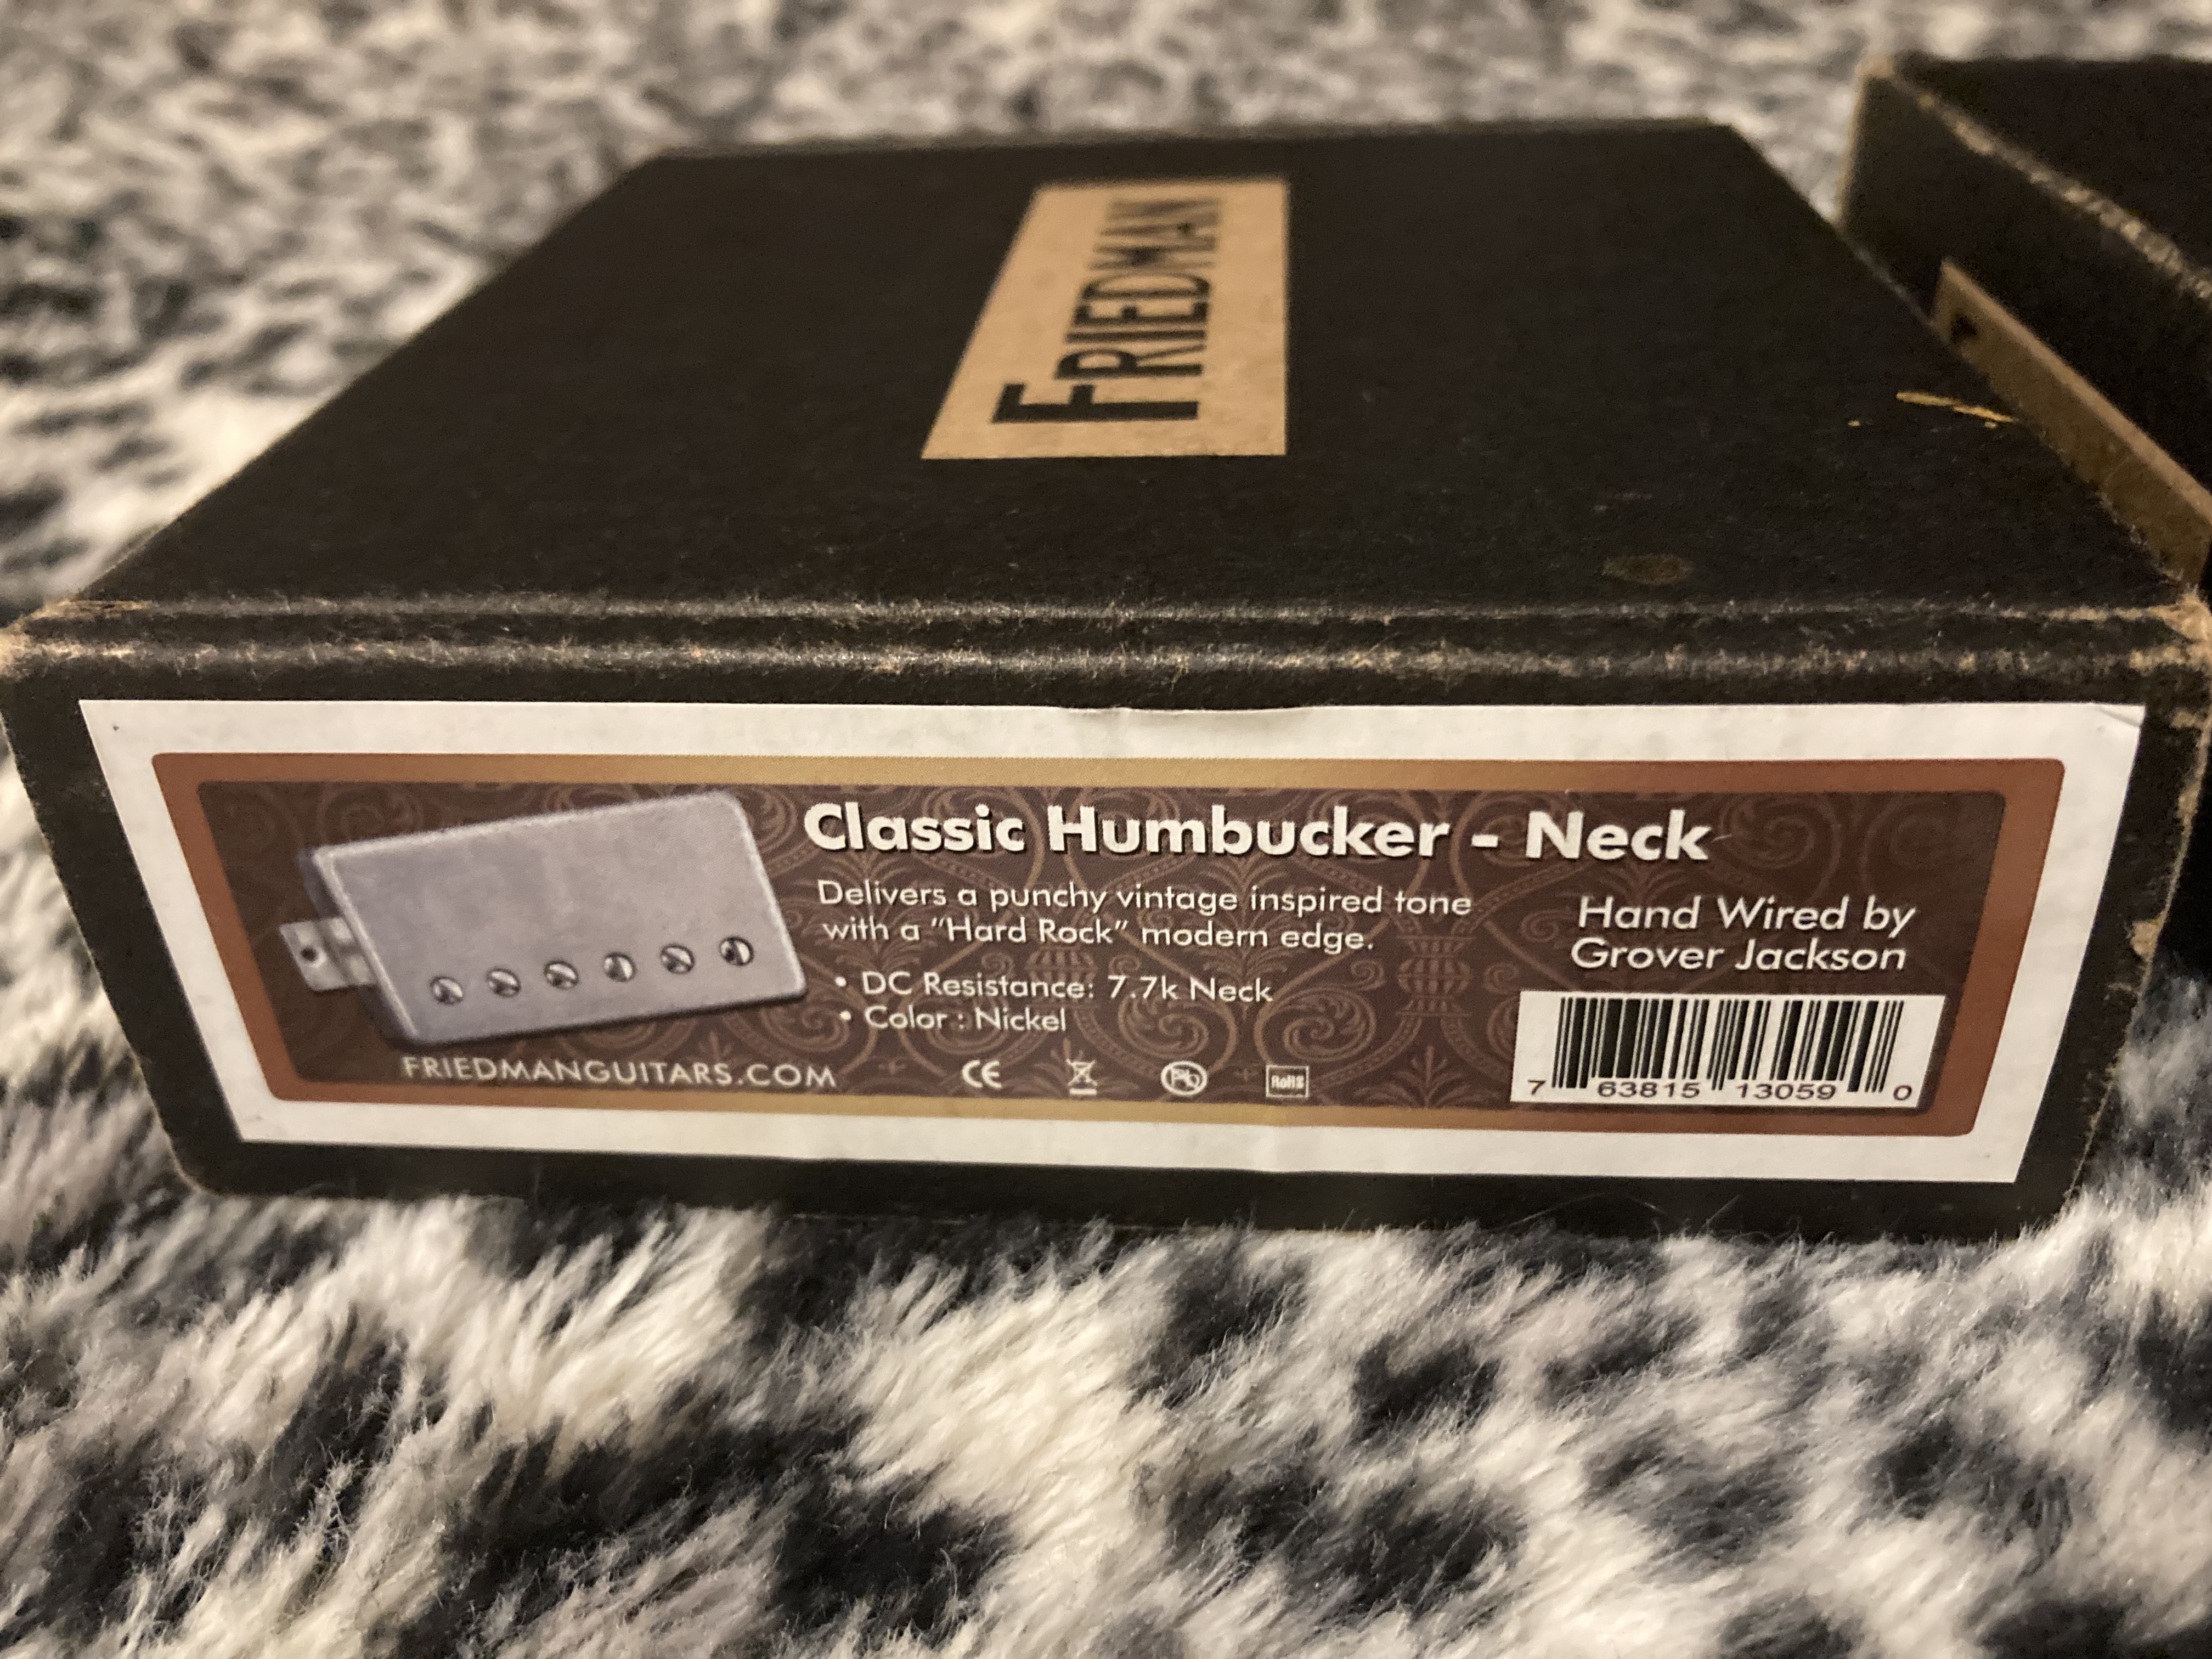 FRIEDMAN
Classic Humbucker - Neck
Delivers a punchy vintage inspired tone
with a "Hard Rock" modern edge.
• DC Resistance: 7.7k Neck
• Color : Nickel
Hand Wired by
Grover Jackson
FRIEDMANGUITARS.COM
CE
Pb
RoHS
7 63815 13059 0